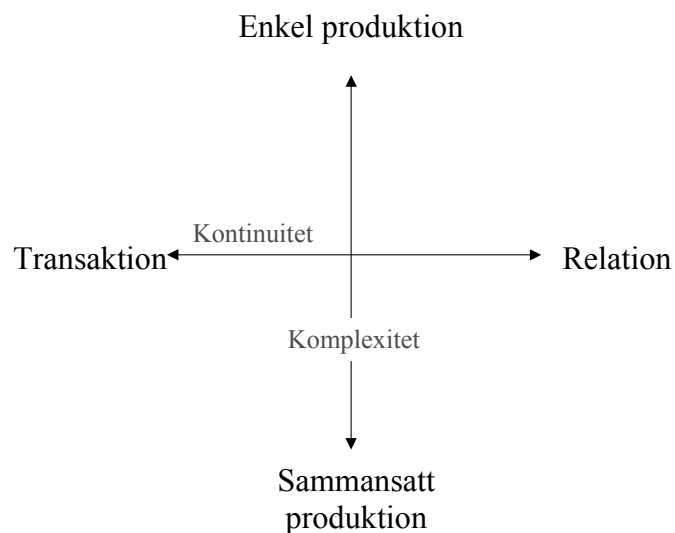 Enkel produktion
Kontinuitet
Transaktion
Relation
Komplexitet
Sammansatt
produktion